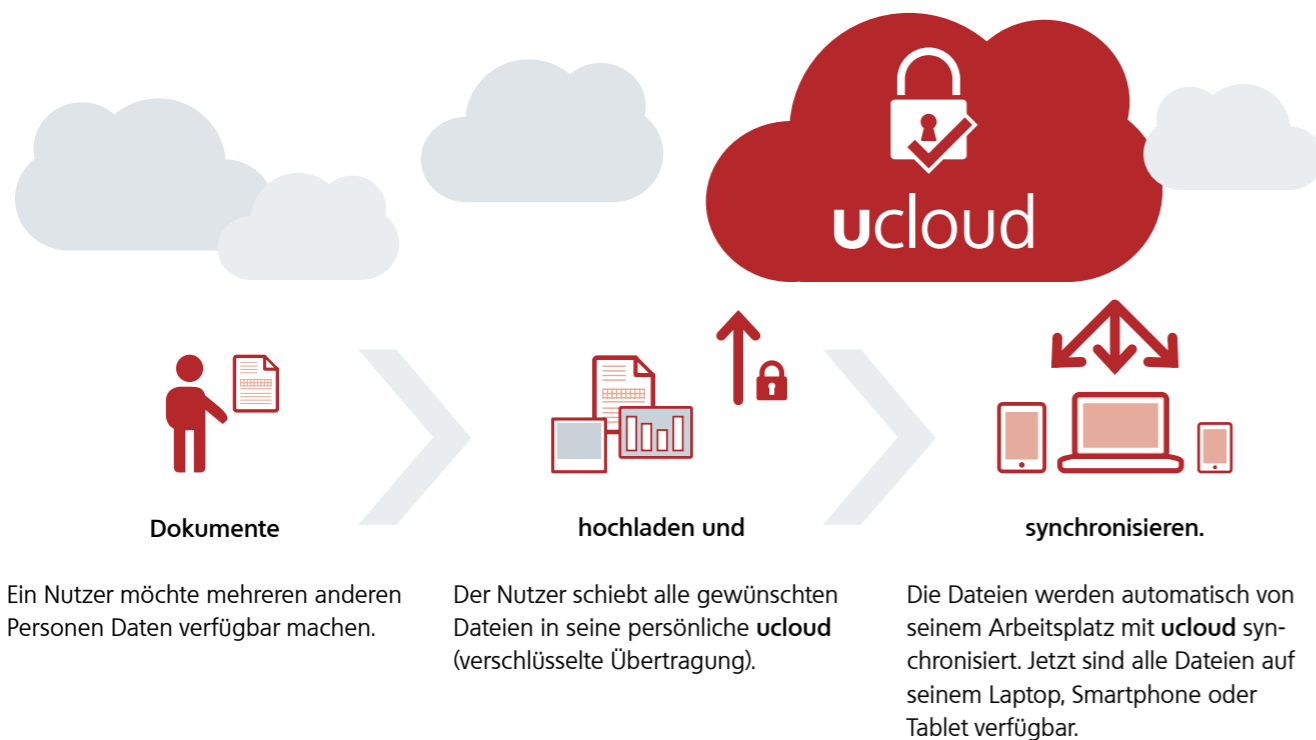 ucloud
Dokumente
Ein Nutzer möchte mehreren anderen
Personen Daten verfügbar machen.
hochladen und
Der Nutzer schiebt alle gewünschten
Dateien in seine persönliche ucloud
(verschlüsselte Übertragung).
synchronisieren.
Die Dateien werden automatisch von
seinem Arbeitsplatz mit ucloud syn-
chronisiert. Jetzt sind alle Dateien auf
seinem Laptop, Smartphone oder
Tablet verfügbar.